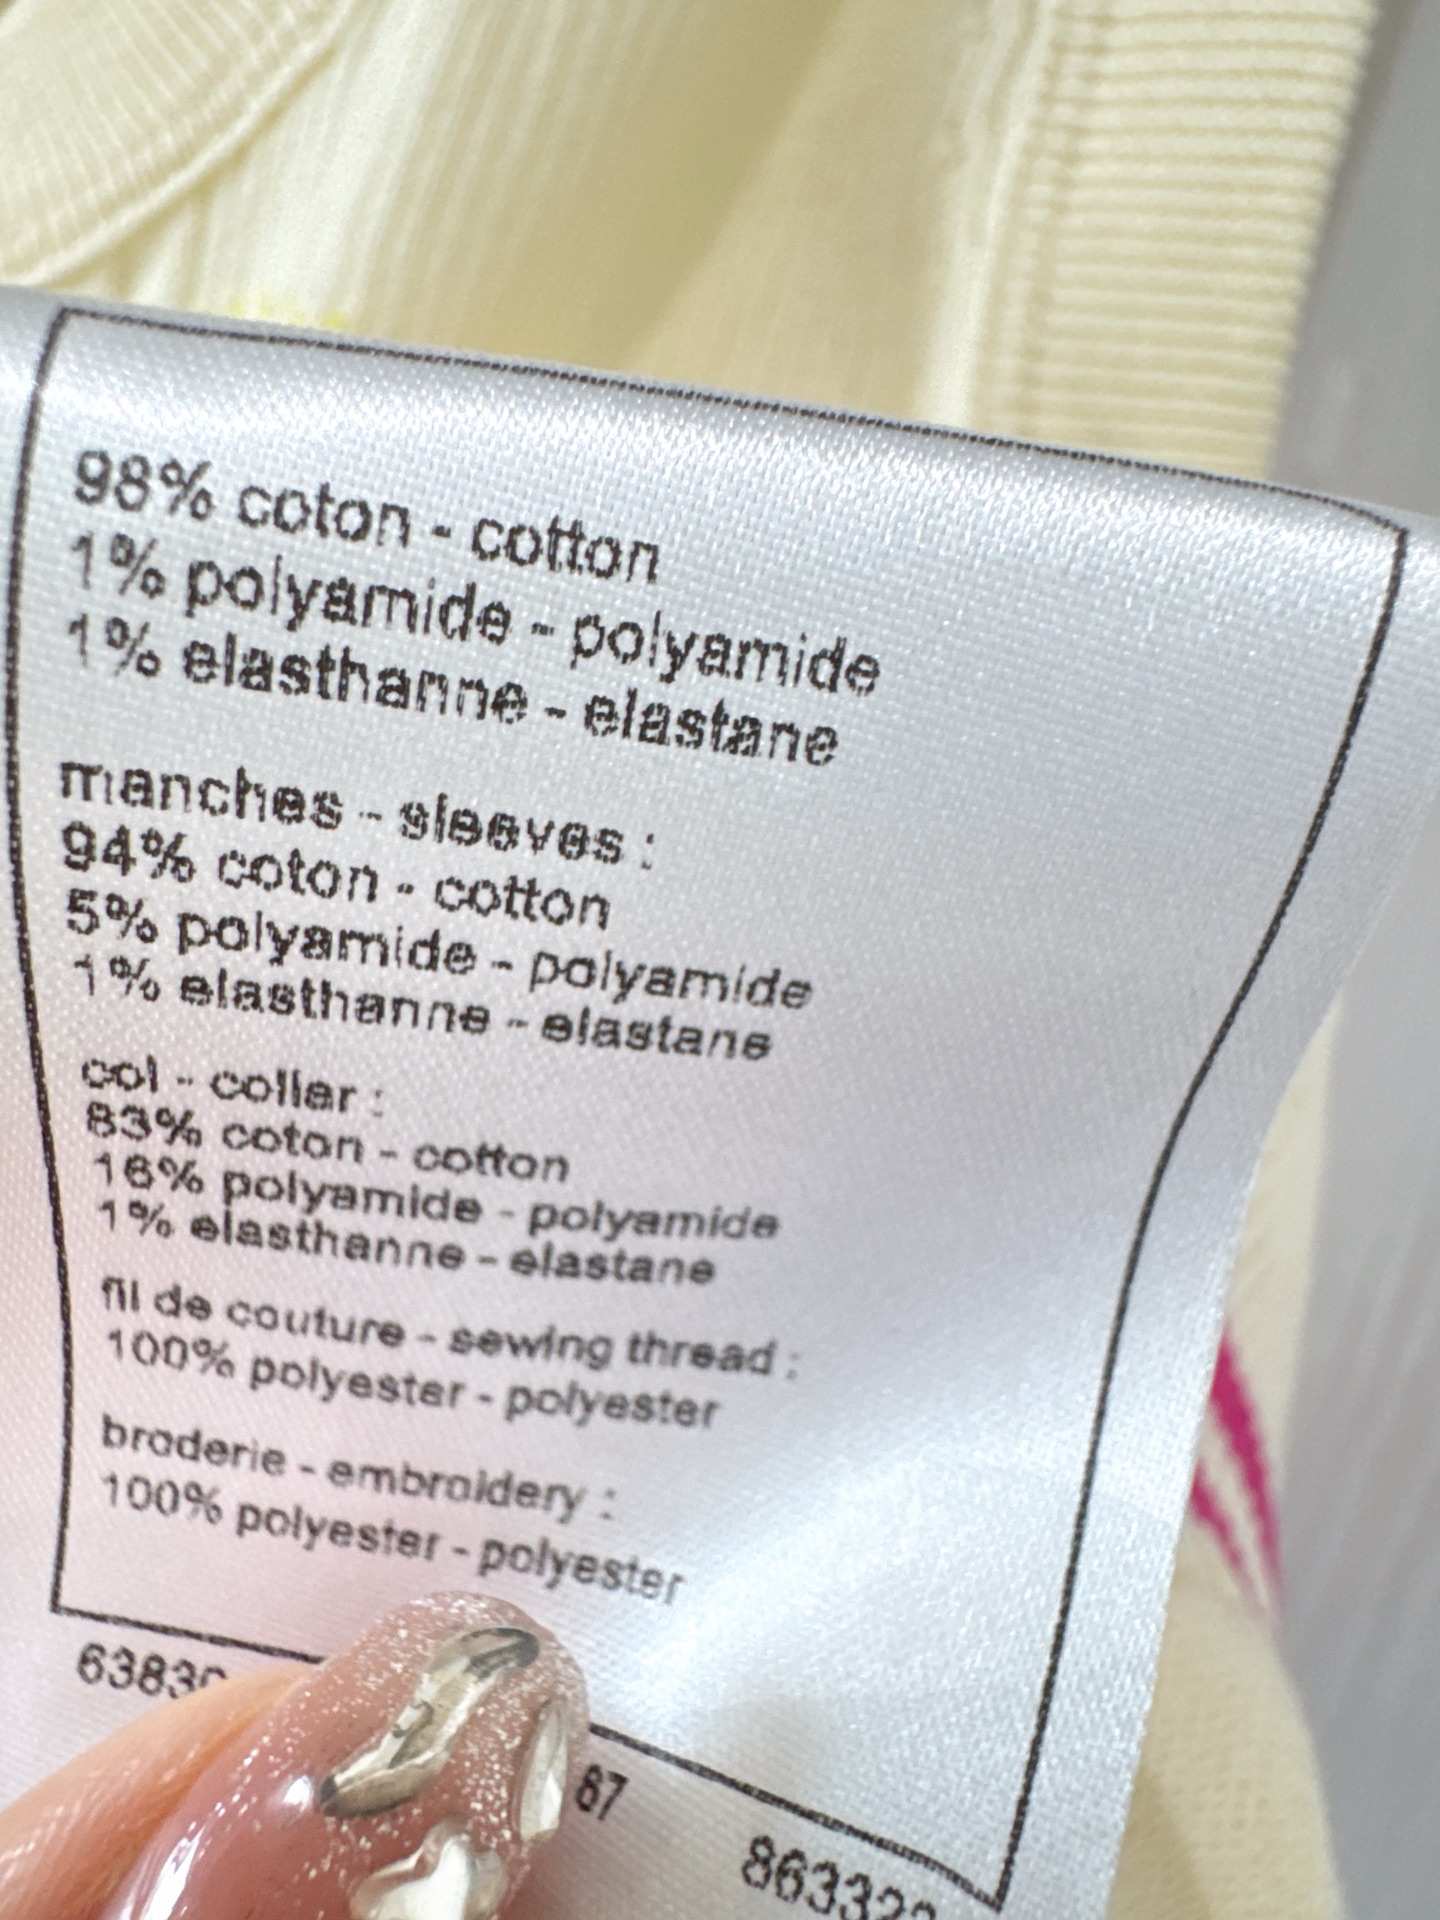 98% coton - cotton
1% polyamide - polyamide
1% elasthanne - elastane
manches - sleeves :
94% coton - cotton
5% polyamide - polyamide
1% elasthanne - elastane
col - collar :
83% coton - cotton
16% polyamide - polyamide
1% elasthanne - elastane
fil de couture - sewing thread :
100% polyester - polyester
broderie - embroidery :
100% polyester - polyester